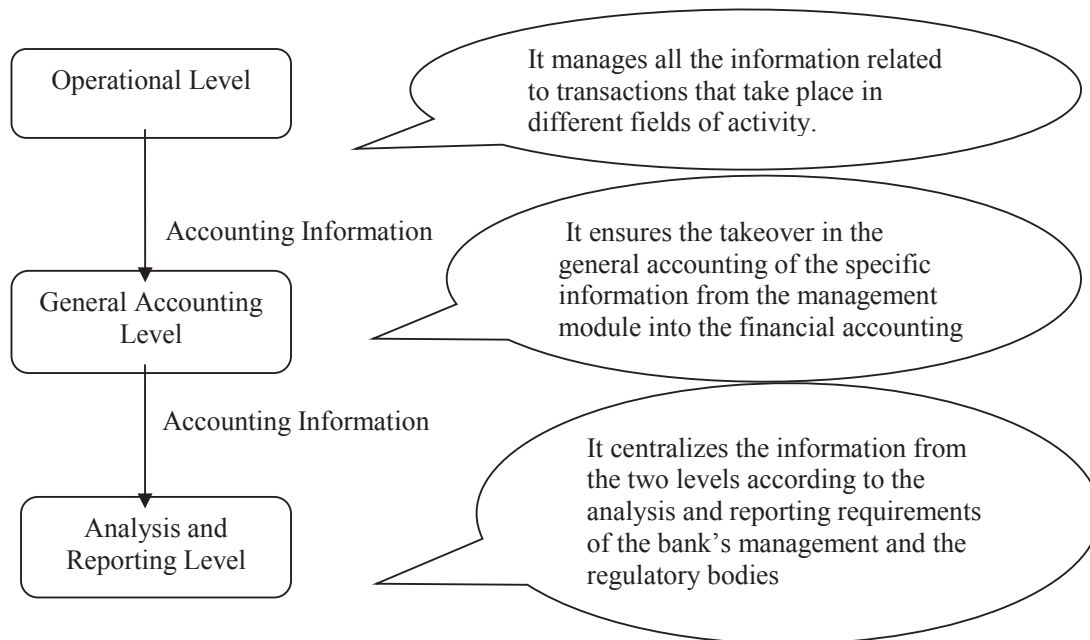 Operational Level
It manages all the information related
to transactions that take place in
different fields of activity.
Accounting Information
General Accounting
Level
It ensures the takeover in the
general accounting of the specific
information from the management
module into the financial accounting
Accounting Information
Analysis and
Reporting Level
It centralizes the information from
the two levels according to the
analysis and reporting requirements
of the bank’s management and the
regulatory bodies